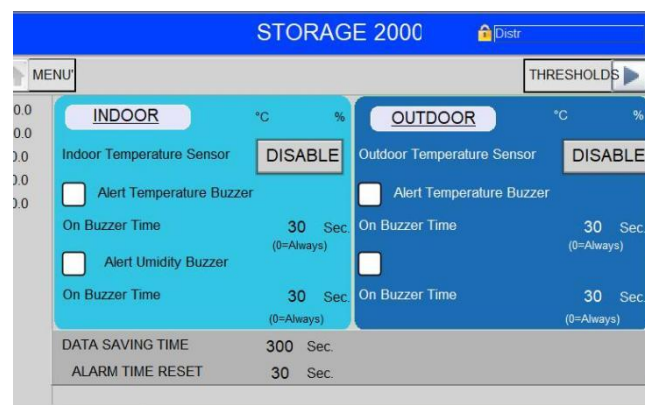 STORAGE 2000
Distr
MENU'
THRESHOLDS
0.0
0.0
0.0
0.0
0.0
INDOOR °C %
Indoor Temperature Sensor DISABLE
Alert Temperature Buzzer
On Buzzer Time 30 Sec.
(0=Always)
Alert Umidity Buzzer
On Buzzer Time 30 Sec.
(0=Always)
OUTDOOR °C %
Outdoor Temperature Sensor DISABLE
Alert Temperature Buzzer
On Buzzer Time 30 Sec.
(0=Always)
On Buzzer Time 30 Sec.
(0=Always)
DATA SAVING TIME 300 Sec.
ALARM TIME RESET 30 Sec.